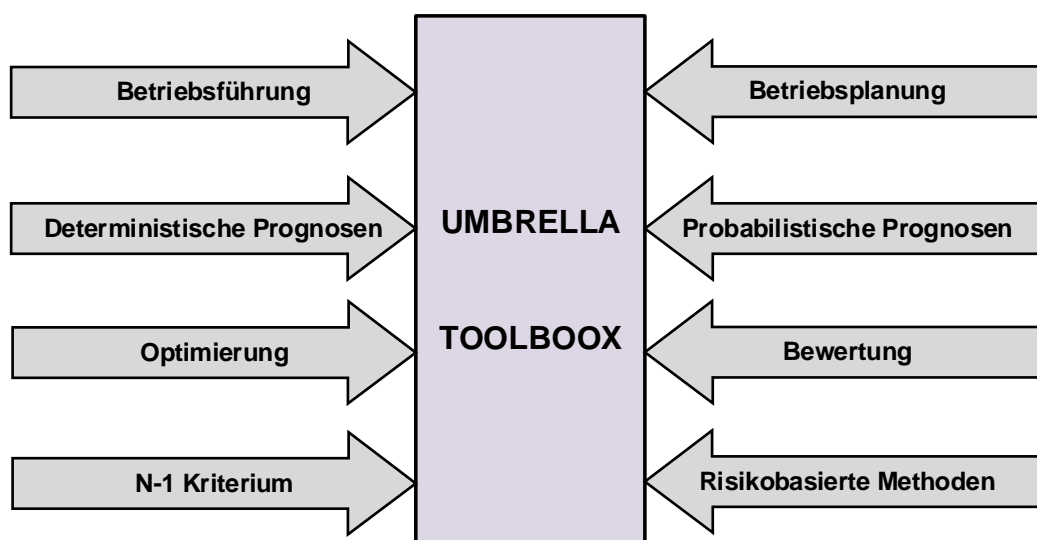 Betriebsführung
Betriebsplanung
Deterministische Prognosen
UMBRELLA
Probabilistische Prognosen
Optimierung
TOOLBOOX
Bewertung
N-1 Kriterium
Risikobasierte Methoden